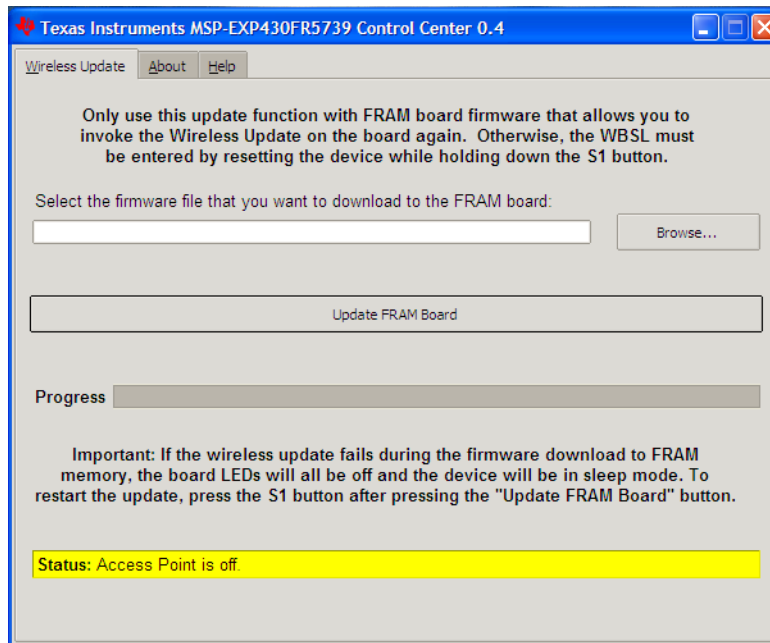 Texas Instruments MSP-EXP430FR5739 Control Center 0.4
Wireless Update About Help
Only use this update function with FRAM board firmware that allows you to
invoke the Wireless Update on the board again. Otherwise, the WBSL must
be entered by resetting the device while holding down the S1 button.
Select the firmware file that you want to download to the FRAM board:
Browse...
Update FRAM Board
Progress
Important: If the wireless update fails during the firmware download to FRAM
memory, the board LEDs will all be off and the device will be in sleep mode. To
restart the update, press the S1 button after pressing the "Update FRAM Board" button.
Status: Access Point is off.